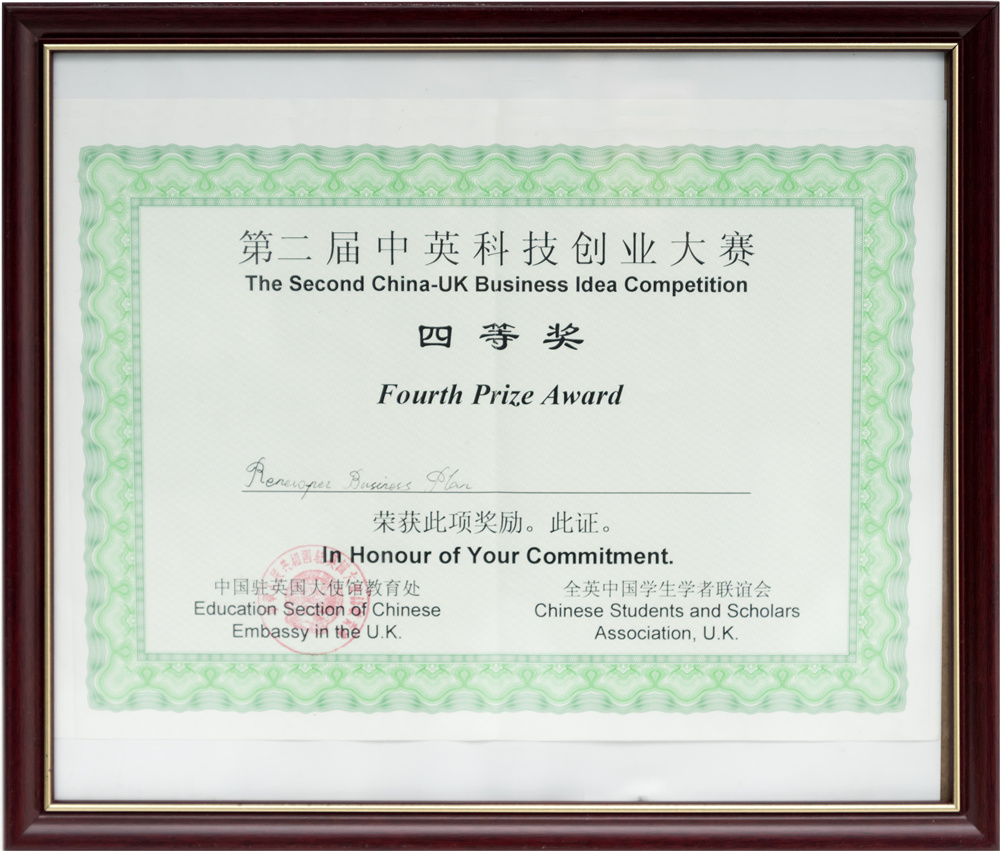 第二届中英科技创业大赛
The Second China-UK Business Idea Competition
四等奖
Fourth Prize Award
Business Plan
荣获此项奖励。此证。
In Honour of Your Commitment.
中国驻英国大使馆教育处
Education Section of Chinese
Embassy in the U.K.
全英中国学生学者联谊会
Chinese Students and Scholars
Association, U.K.